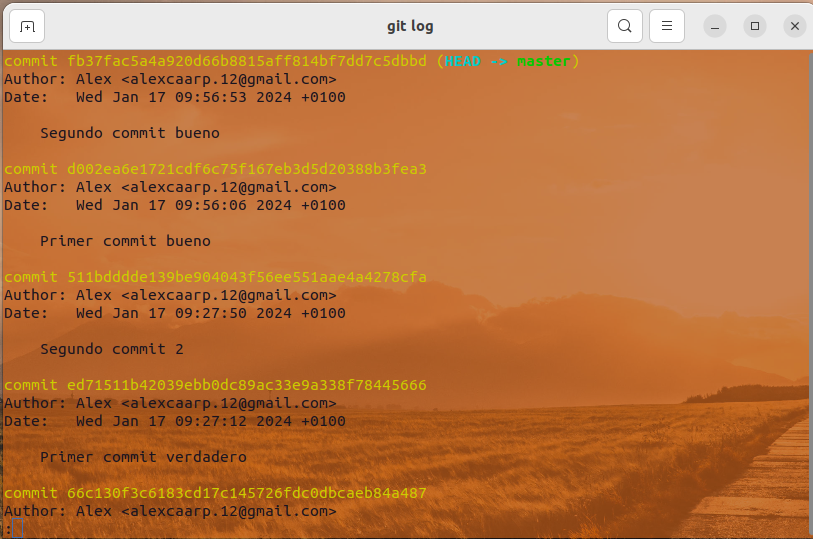 git log
commit fb37fac5a4a920d66b8815aff814bf7dd7c5dbbd (HEAD -> master)
Author: Alex <alexcaarp.12@gmail.com>
Date:   Wed Jan 17 09:56:53 2024 +0100
    Segundo commit bueno
commit d002ea6e1721cdf6c75f167eb3d5d20388b3fea3
Author: Alex <alexcaarp.12@gmail.com>
Date:   Wed Jan 17 09:56:06 2024 +0100
    Primer commit bueno
commit 511bdddde139be904043f56ee551aae4a4278cfa
Author: Alex <alexcaarp.12@gmail.com>
Date:   Wed Jan 17 09:27:50 2024 +0100
    Segundo commit 2
commit ed71511b42039ebb0dc89ac33e9a338f78445666
Author: Alex <alexcaarp.12@gmail.com>
Date:   Wed Jan 17 09:27:12 2024 +0100
    Primer commit verdadero
commit 66c130f3c6183cd17c145726fdc0dbcaeb84a487
Author: Alex <alexcaarp.12@gmail.com>
: